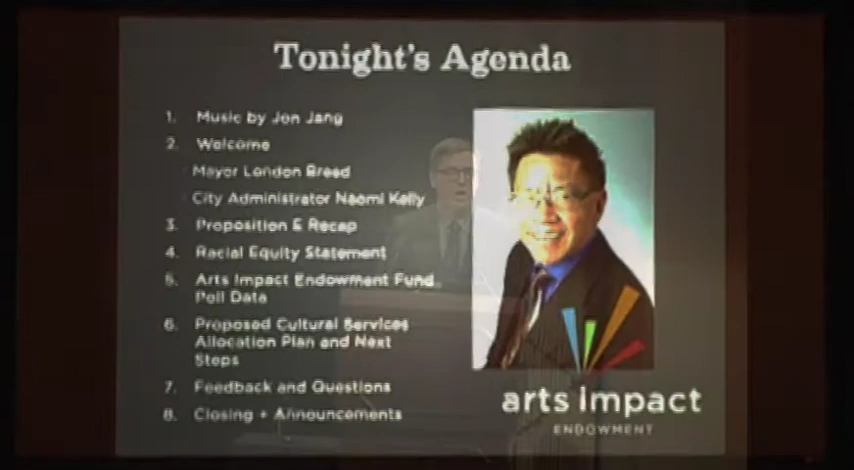 Tonight's Agenda
1. Music by Jon Jang
2. Welcome
Mayor London Breed
City Administrator Naomi Kelly
3. Proposition E Recap
4. Racial Equity Statement
5. Arts Impact Endowment Fund
Poll Data
6. Proposed Cultural Services
Allocation Plan and Next
Steps
7. Feedback and Questions
8. Closing + Announcements
arts impact
ENDOWMENT